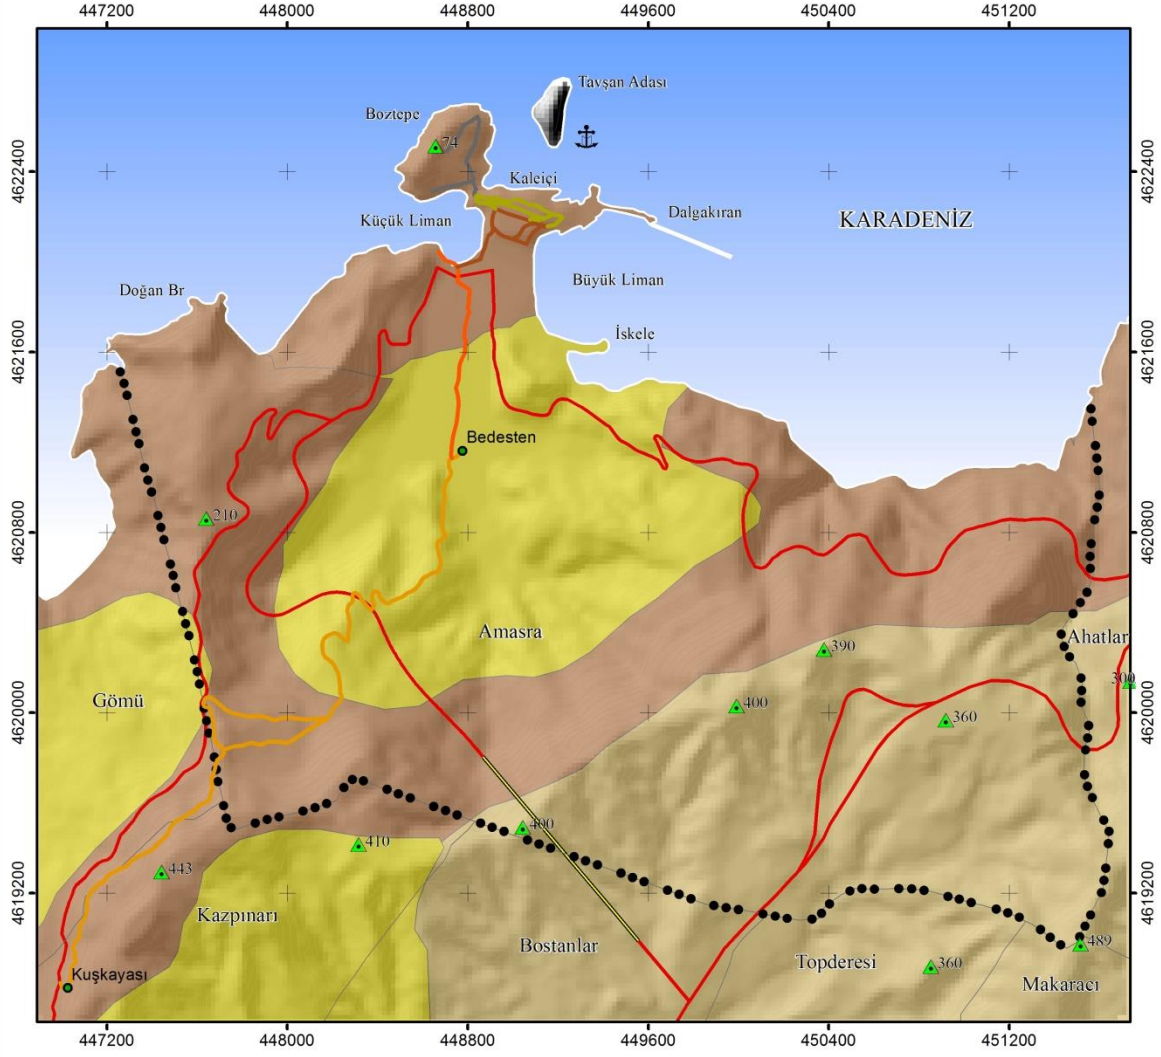 447200 448000 448800 449600 450400 451200
Tavşan Adası
Boztepe
74
4622400 4622400
Kaleiçi
Küçük Liman
Dalgakıran
KARADENİZ
Büyük Liman
Doğan Br
İskele
4621600 4621600
Bedesten
210
4620800 4620800
Amasra
Ahatlar
390
300
Gömü
400
360
4620000 4620000
400
410
443
4619200 4619200
Kazpınarı
Bostanlar
489
Topderesi
360
Kuşkayası
Makaracı
447200 448000 448800 449600 450400 451200